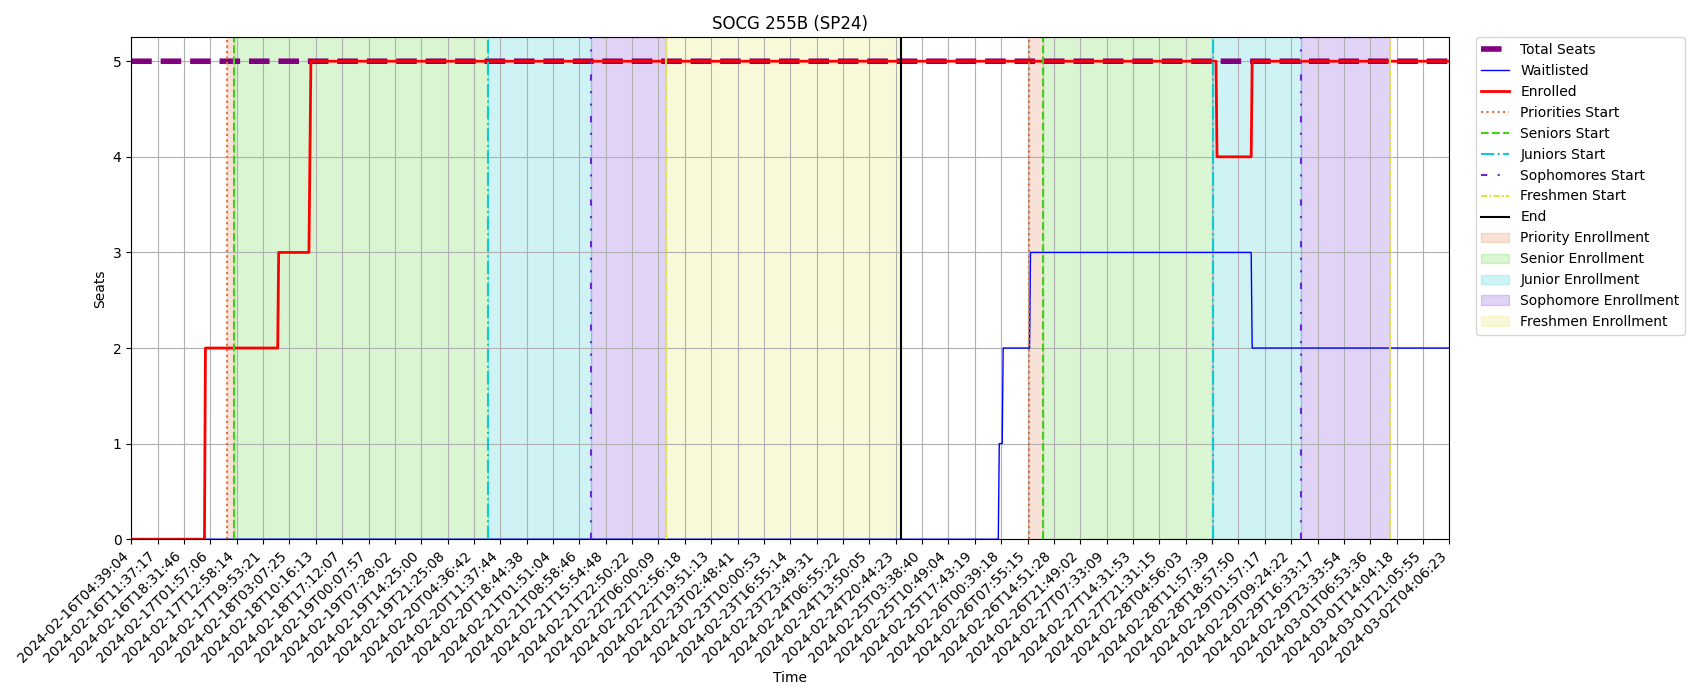 SOCG 255B (SP24)
Seats
5
4
3
2
1
0
2024-02-16T04:39:04
2024-02-16T11:37:17
2024-02-16T18:31:46
2024-02-17T01:57:06
2024-02-17T12:58:14
2024-02-17T19:53:21
2024-02-18T03:07:25
2024-02-18T10:16:13
2024-02-18T17:12:07
2024-02-19T00:07:57
2024-02-19T07:28:02
2024-02-19T14:25:00
2024-02-19T21:25:08
2024-02-20T04:36:42
2024-02-20T11:37:44
2024-02-20T18:44:38
2024-02-21T01:51:04
2024-02-21T08:58:46
2024-02-21T15:54:48
2024-02-21T22:50:22
2024-02-22T06:00:09
2024-02-22T12:56:18
2024-02-22T19:51:13
2024-02-23T02:48:41
2024-02-23T10:00:53
2024-02-23T16:55:14
2024-02-23T23:49:31
2024-02-24T06:55:22
2024-02-24T13:50:05
2024-02-24T20:44:23
2024-02-25T03:38:40
2024-02-25T10:49:04
2024-02-25T17:43:19
2024-02-26T00:39:18
2024-02-26T07:55:15
2024-02-26T14:51:28
2024-02-26T21:49:02
2024-02-27T07:33:09
2024-02-27T14:31:53
2024-02-27T21:31:15
2024-02-28T04:56:03
2024-02-28T11:57:39
2024-02-28T18:57:50
2024-02-29T01:57:17
2024-02-29T09:24:22
2024-02-29T16:33:17
2024-02-29T23:33:54
2024-03-01T06:53:36
2024-03-01T14:04:18
2024-03-01T21:05:55
2024-03-02T04:06:23
Time
Total Seats
Waitlisted
Enrolled
Priorities Start
Seniors Start
Juniors Start
Sophomores Start
Freshmen Start
End
Priority Enrollment
Senior Enrollment
Junior Enrollment
Sophomore Enrollment
Freshmen Enrollment